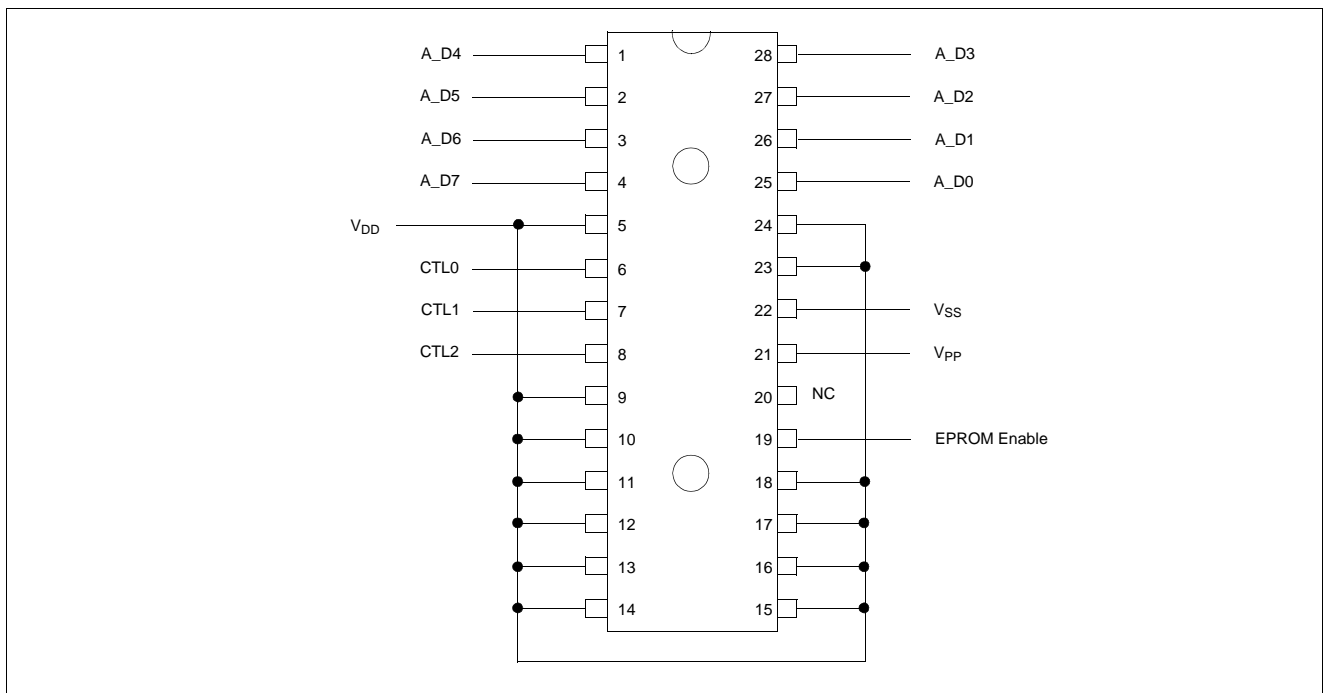 A_D4 1 28 A_D3
A_D5 2 27 A_D2
A_D6 3 26 A_D1
A_D7 4 25 A_D0
VDD 5 24
CTL0 6 23
CTL1 7 22 VSS
CTL2 8 21 VPP
9 20 NC
10 19 EPROM Enable
11 18
12 17
13 16
14 15